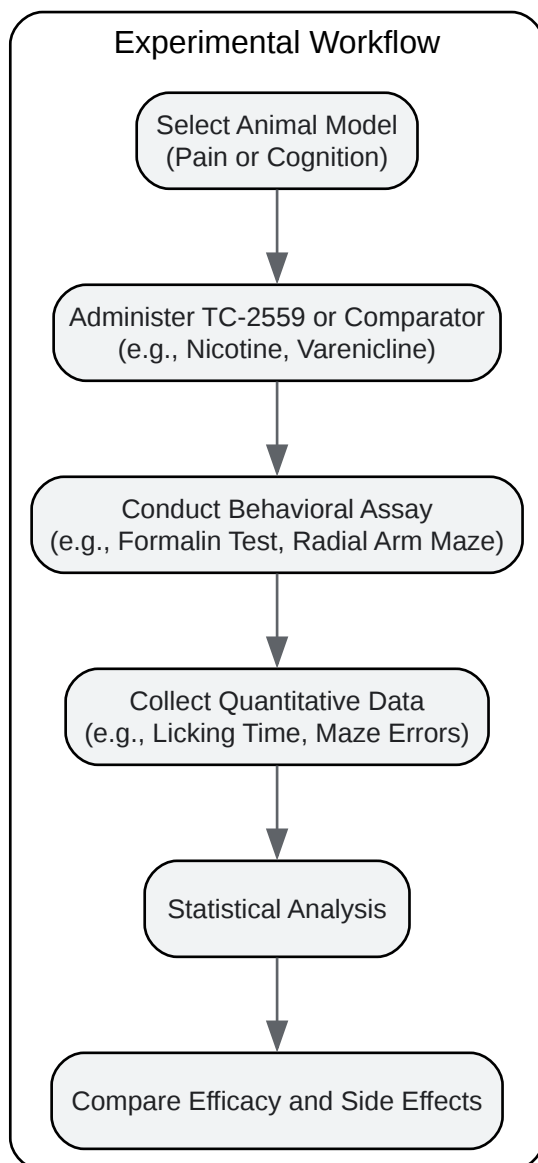 Experimental Workflow
Select Animal Model
(Pain or Cognition)
Administer TC-2559 or Comparator
(e.g., Nicotine, Varenicline)
Conduct Behavioral Assay
(e.g., Formalin Test, Radial Arm Maze)
Collect Quantitative Data
(e.g., Licking Time, Maze Errors)
Statistical Analysis
Compare Efficacy and Side Effects